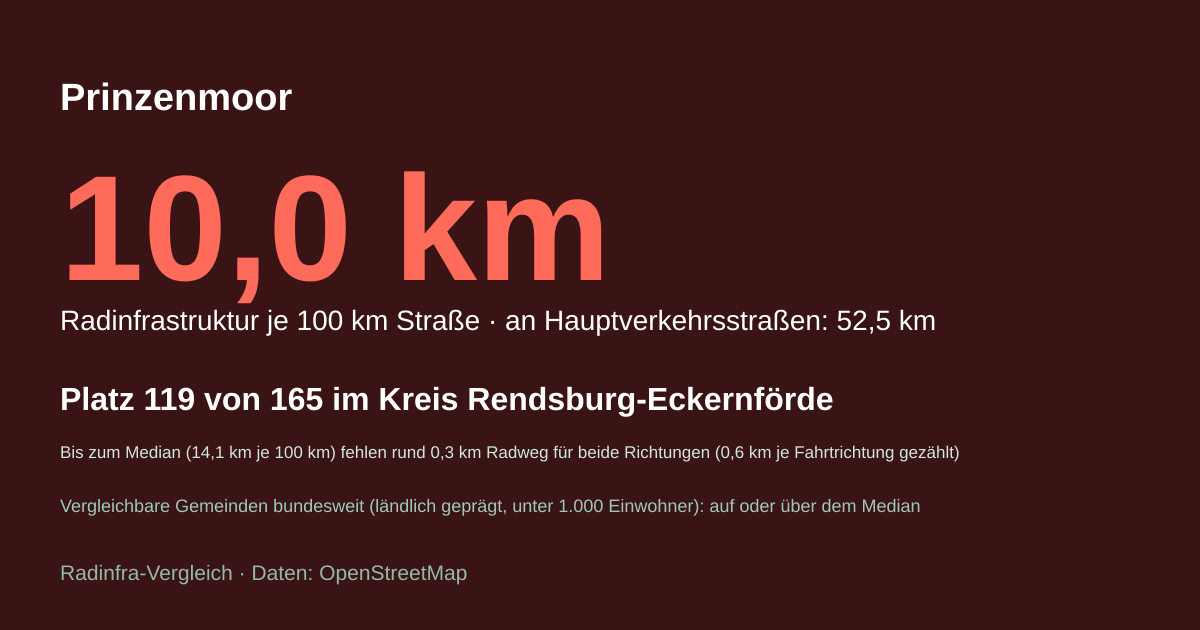 Prinzenmoor
10,0 km
Radinfrastruktur je 100 km Straße · an Hauptverkehrsstraßen: 52,5 km
Platz 119 von 165 im Kreis Rendsburg-Eckernförde
Bis zum Median (14,1 km je 100 km) fehlen rund 0,3 km Radweg für beide Richtungen (0,6 km je Fahrtrichtung gezählt)
Vergleichbare Gemeinden bundesweit (ländlich geprägt, unter 1.000 Einwohner): auf oder über dem Median
Radinfra-Vergleich · Daten: OpenStreetMap